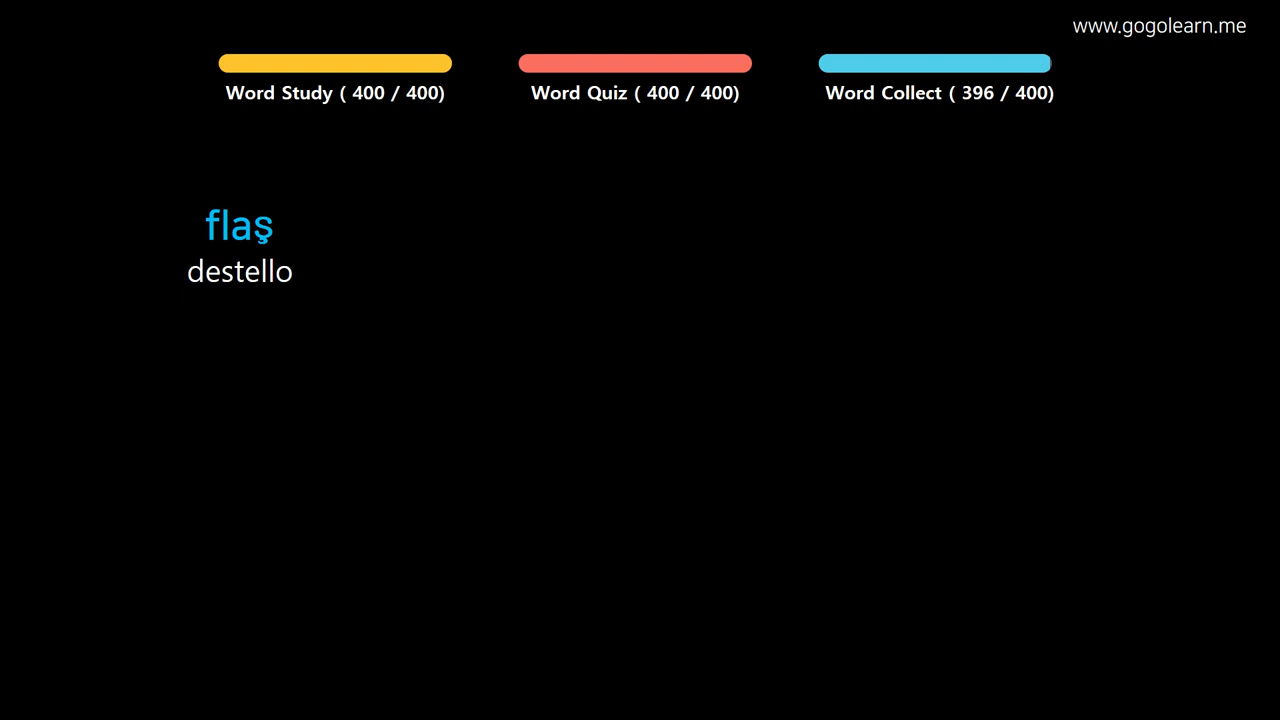 www.gogolearn.me
Word Study ( 400 / 400)
Word Quiz ( 400 / 400)
Word Collect ( 396 / 400)
flaş
destello